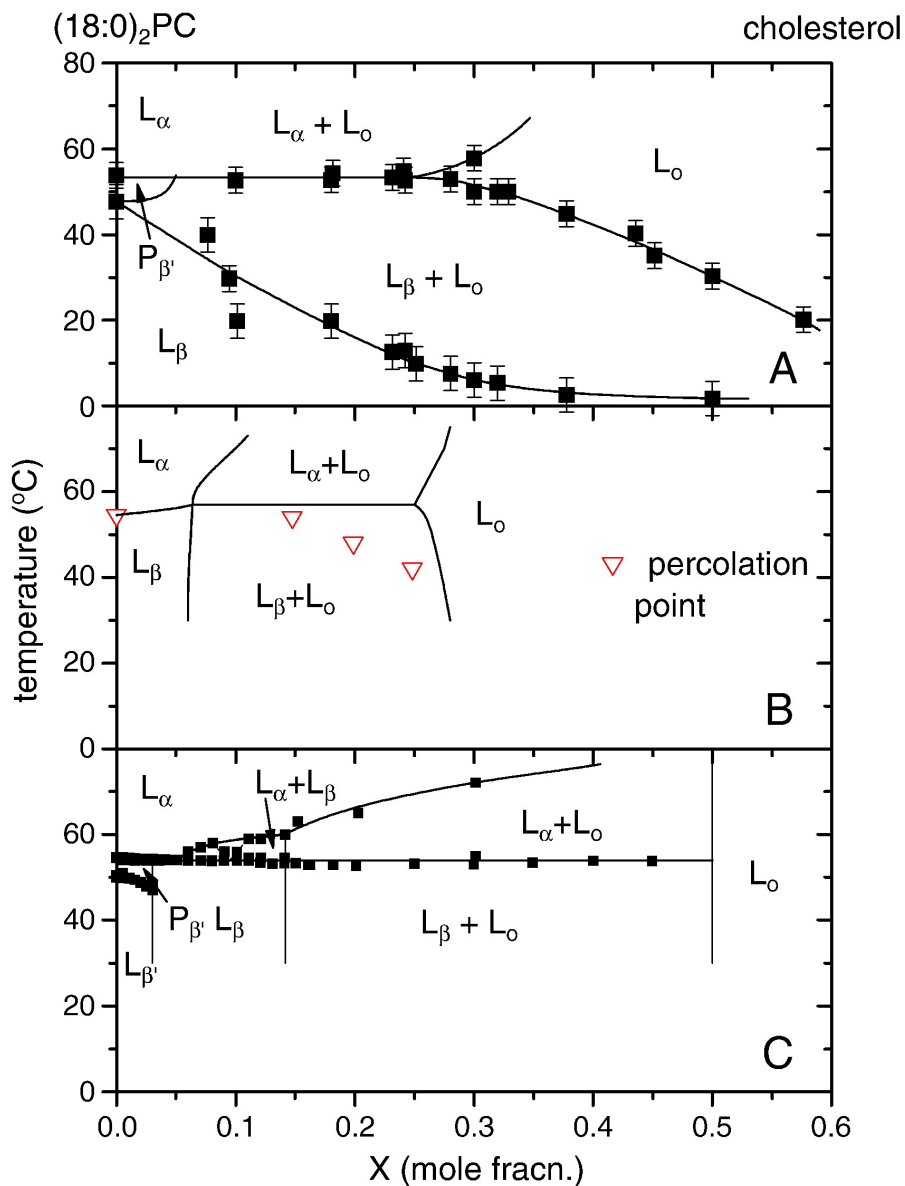 (18:0)₂PC cholesterol
80
Lα
Lα + Lo
60
Lo
40
Pβ'
Lβ + Lo
20
Lβ
A
0
Lα
Lα+Lo
60
Lo
Lβ
40
percolation
point
Lβ+Lo
20
B
0
temperature (°C)
Lα
Lα+Lβ
60
Lα+Lo
Lo
Pβ' Lβ
Lβ + Lo
40
Lβ'
20
C
0
0.0 0.1 0.2 0.3 0.4 0.5 0.6
X (mole fracn.)